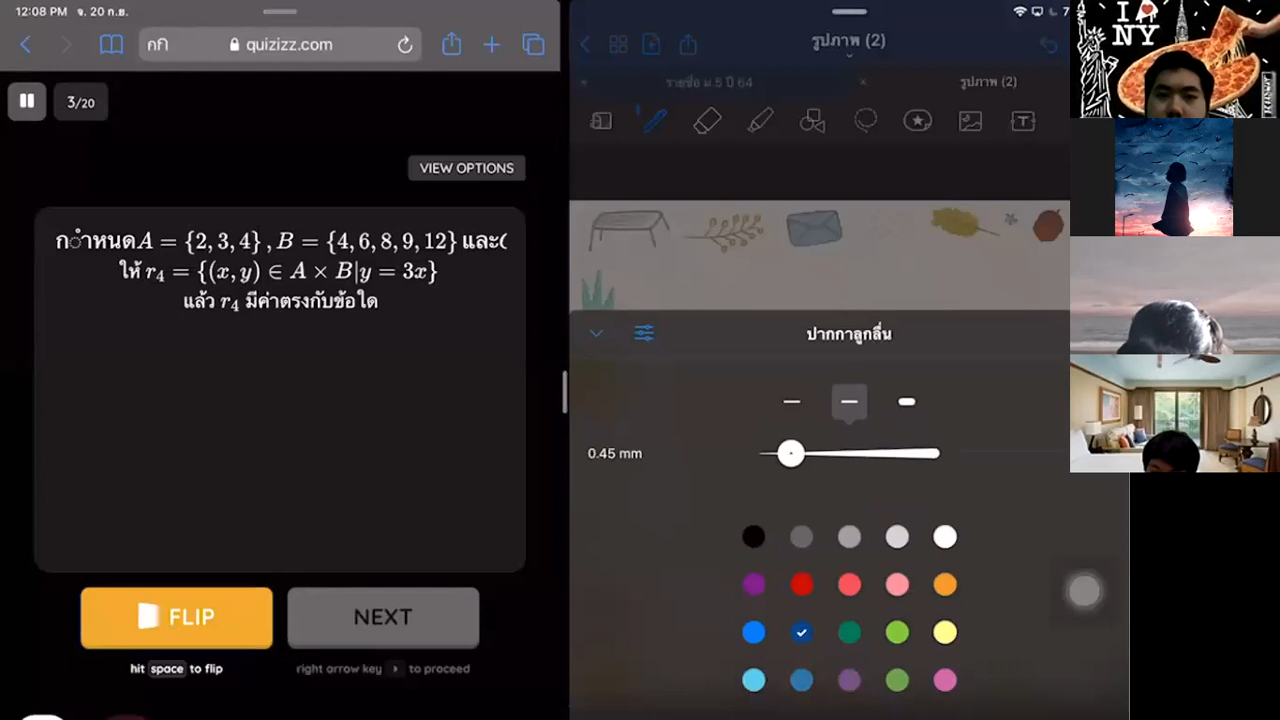 12:08 PM จ. 20 ก.ย.
กก
quizizz.com
3/20
VIEW OPTIONS
กำหนดA = {2, 3, 4} , B = {4, 6, 8, 9, 12} และ(
ให้ r₄ = {(x, y) ∈ A × B|y = 3x}
แล้ว r₄ มีค่าตรงกับข้อใด
FLIP
NEXT
hit space to flip
right arrow key to proceed
รูปภาพ (2)
รายชื่อ ม.5 ปี 64
รูปภาพ (2)
ปากกาลูกลื่น
0.45 mm
I
NY